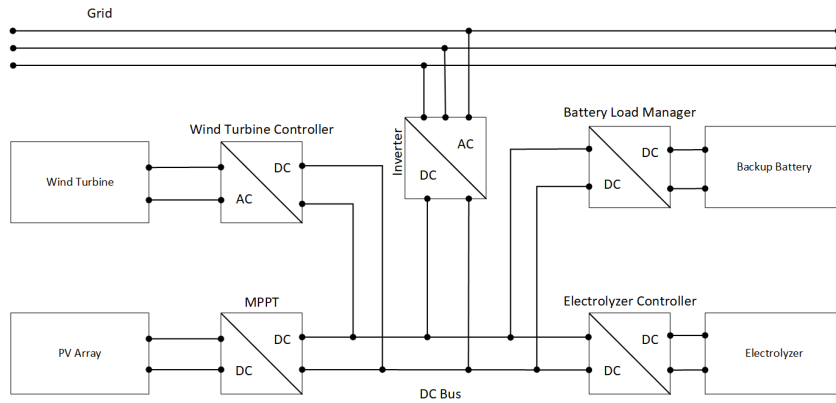 Grid
Wind Turbine Controller
Battery Load Manager
Inverter
AC
DC
Wind Turbine
DC
AC
DC
DC
Backup Battery
MPPT
Electrolyzer Controller
PV Array
DC
DC
DC
DC
Electrolyzer
DC Bus